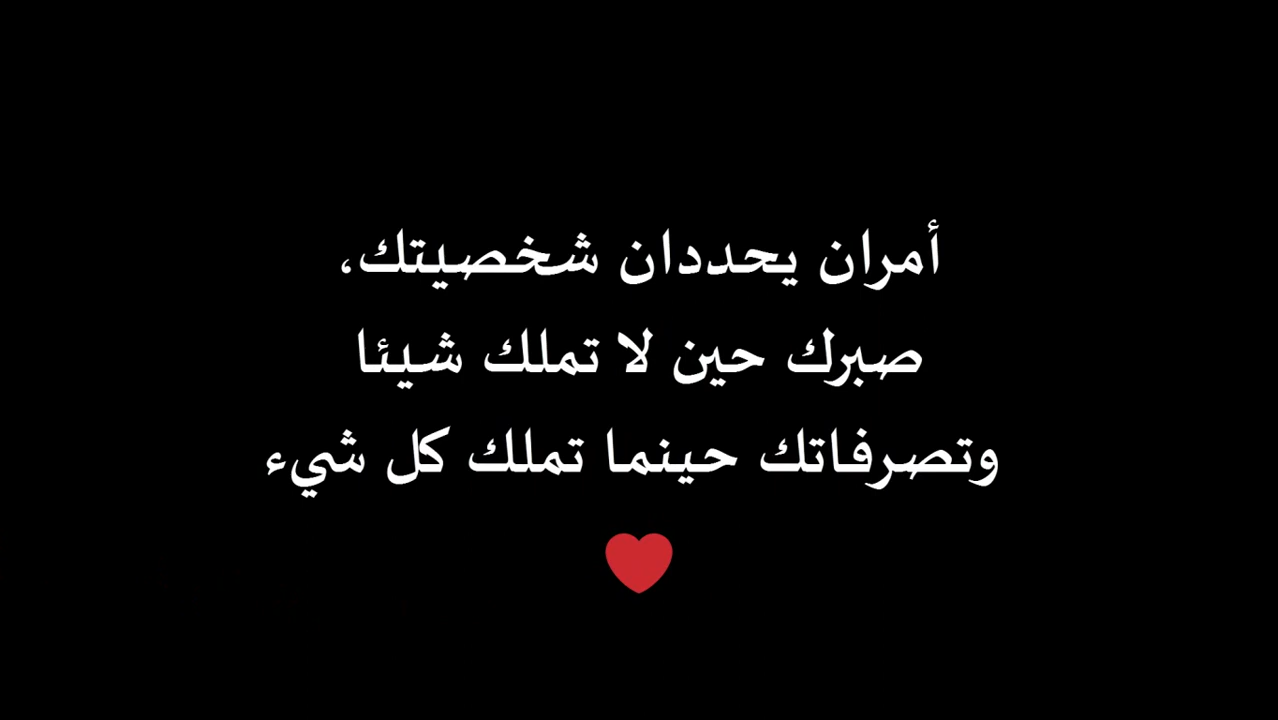 أمران يحددان شخصيتك،
صبرك حين لا تملك شيئا
وتصرفاتك حينما تملك كل شيء